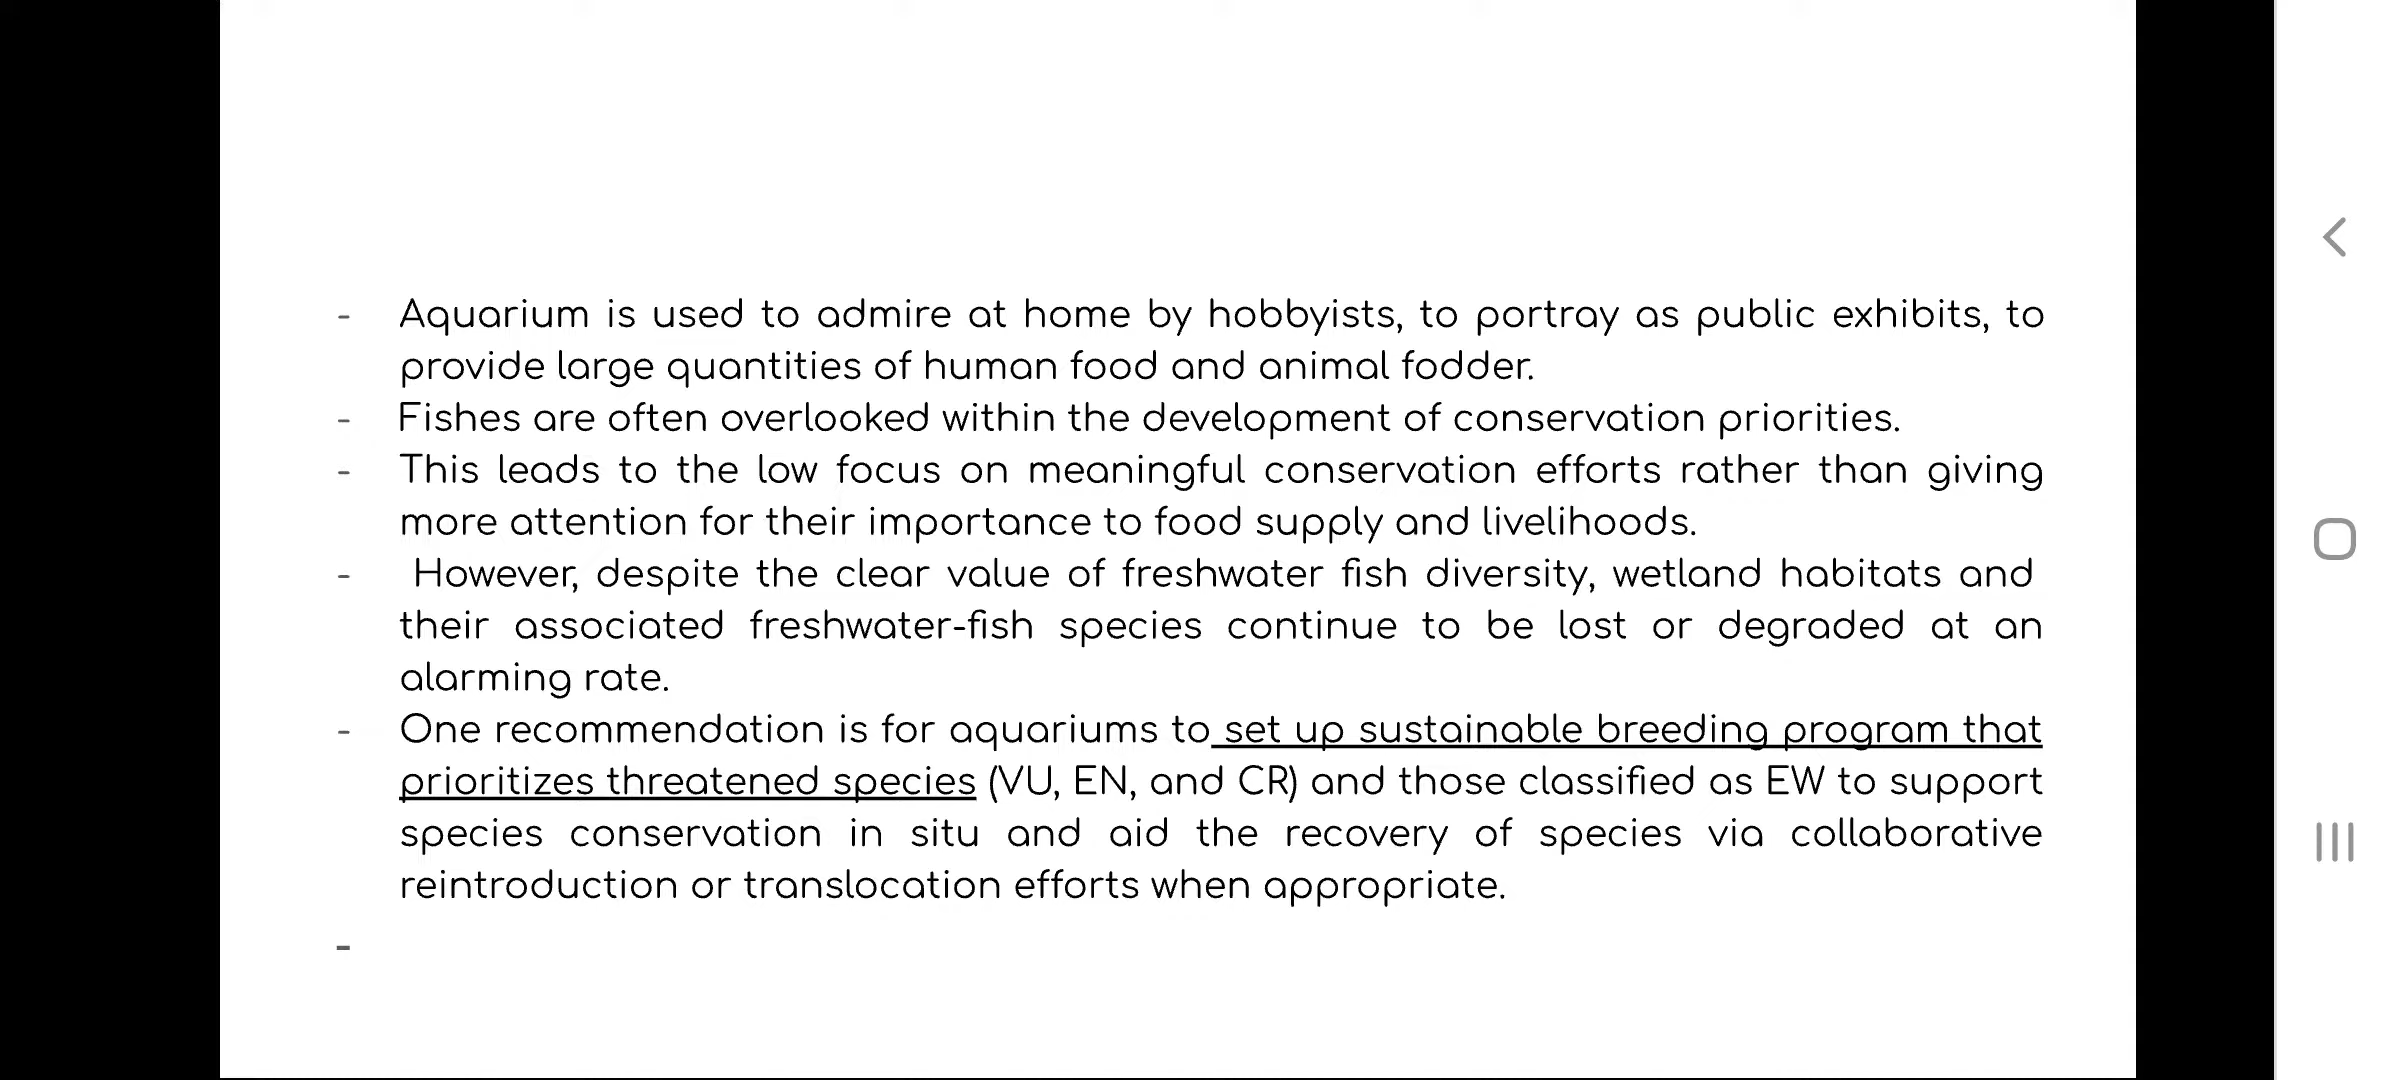 - Aquarium is used to admire at home by hobbyists, to portray as public exhibits, to
provide large quantities of human food and animal fodder.
- Fishes are often overlooked within the development of conservation priorities.
- This leads to the low focus on meaningful conservation efforts rather than giving
more attention for their importance to food supply and livelihoods.
- However, despite the clear value of freshwater fish diversity, wetland habitats and
their associated freshwater-fish species continue to be lost or degraded at an
alarming rate.
- One recommendation is for aquariums to set up sustainable breeding program that
prioritizes threatened species (VU, EN, and CR) and those classified as EW to support
species conservation in situ and aid the recovery of species via collaborative
reintroduction or translocation efforts when appropriate.
-